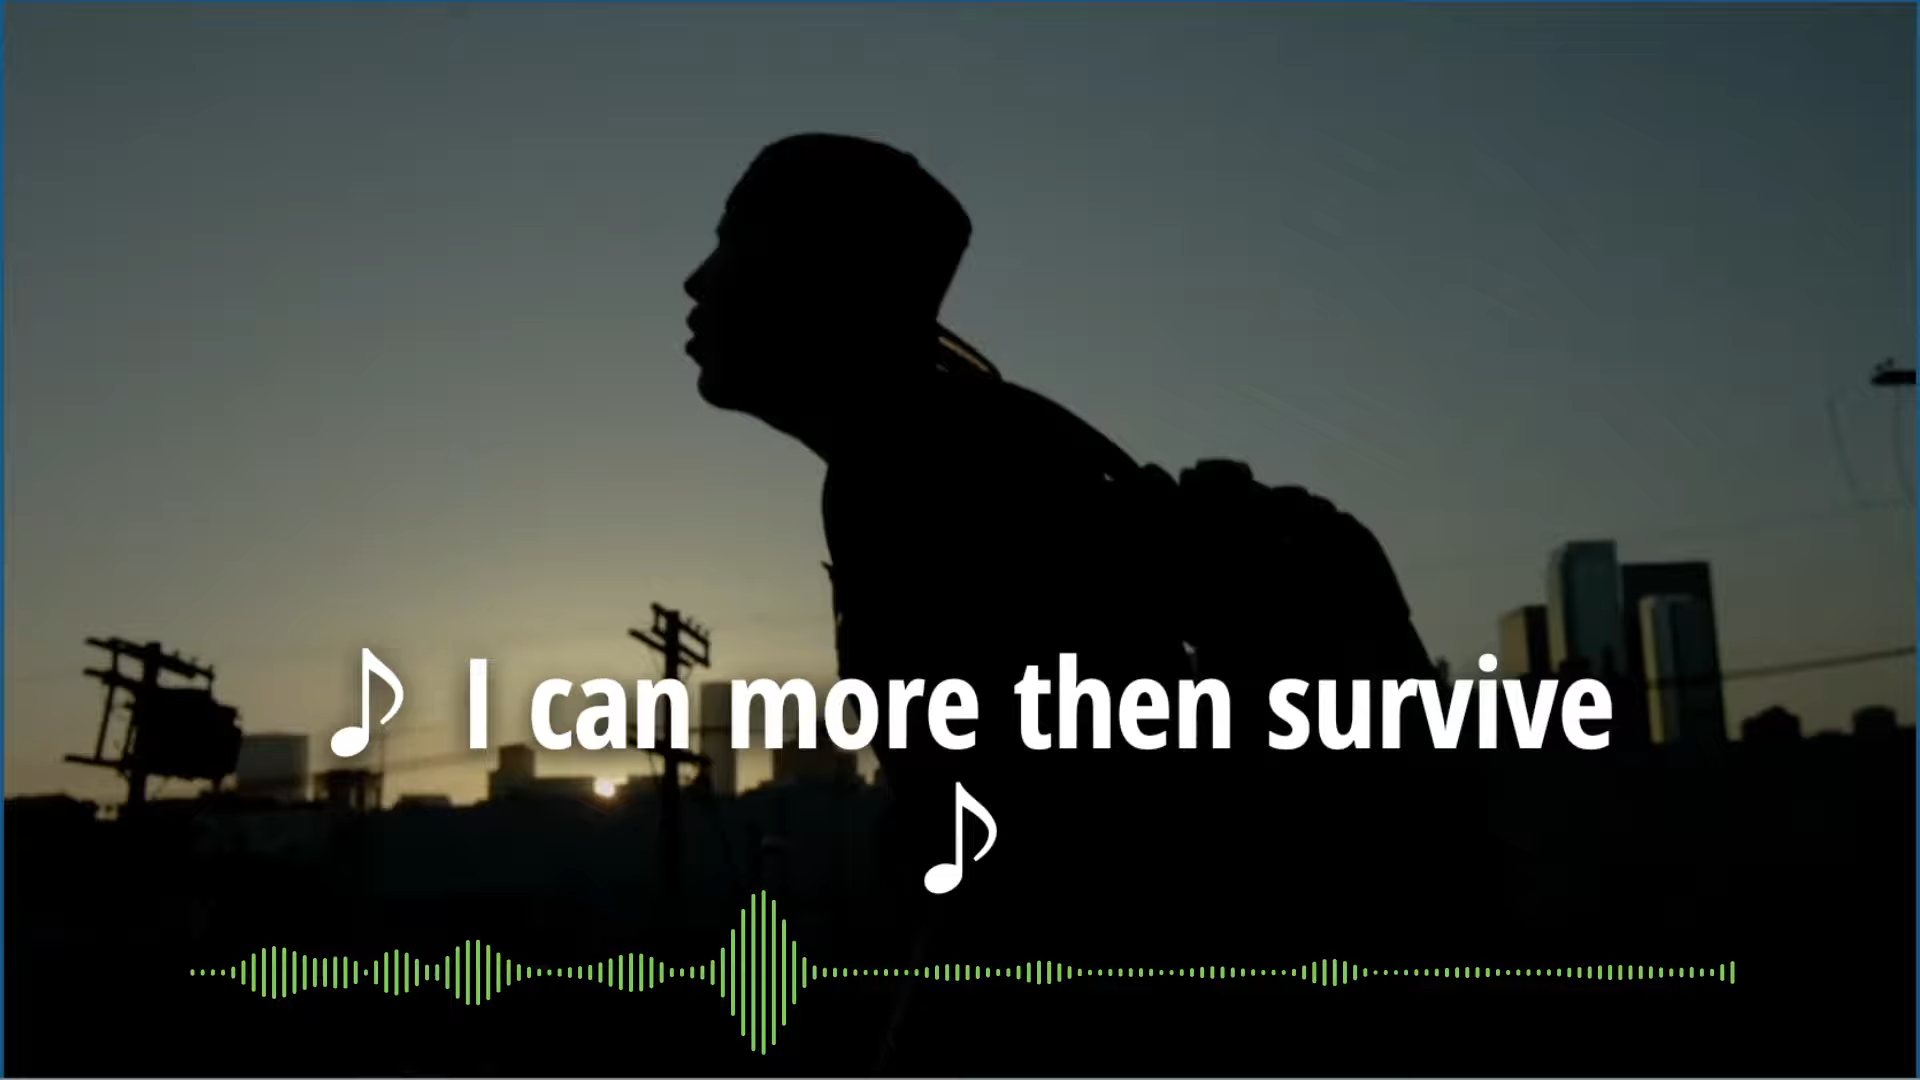 ♪ I can more then survive
♪